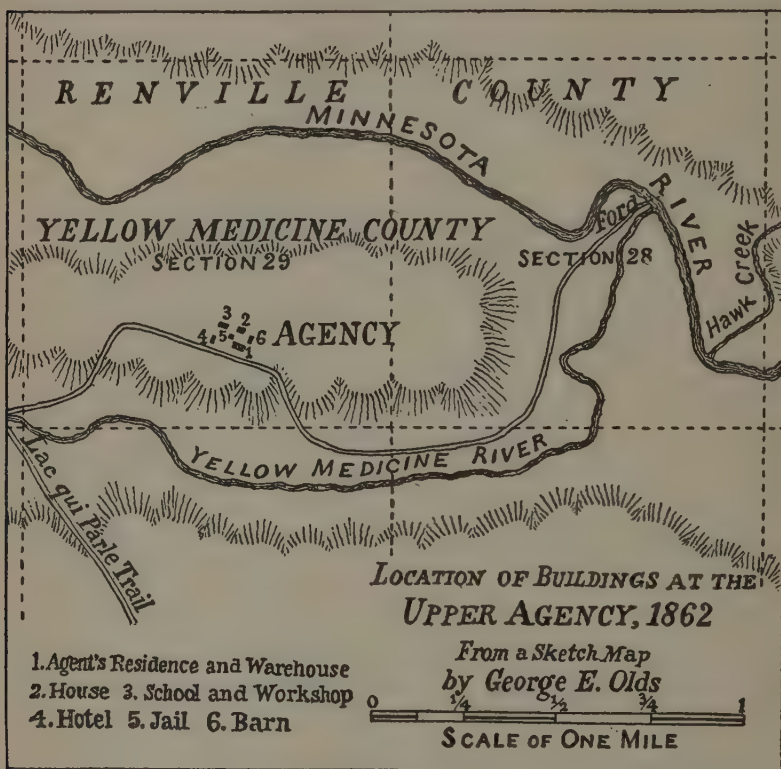 RENVILLE COUNTY
MINNESOTA RIVER
Ford
YELLOW MEDICINE COUNTY
SECTION 29
SECTION 28
Hawk Creek
3 2
4 5 6 AGENCY
1
YELLOW MEDICINE RIVER
Lac qui Parle Trail
LOCATION OF BUILDINGS AT THE
UPPER AGENCY, 1862
From a Sketch Map
by George E. Olds
1. Agent's Residence and Warehouse
2. House 3. School and Workshop
4. Hotel 5. Jail 6. Barn
0 1/4 1/2 3/4 1
SCALE OF ONE MILE